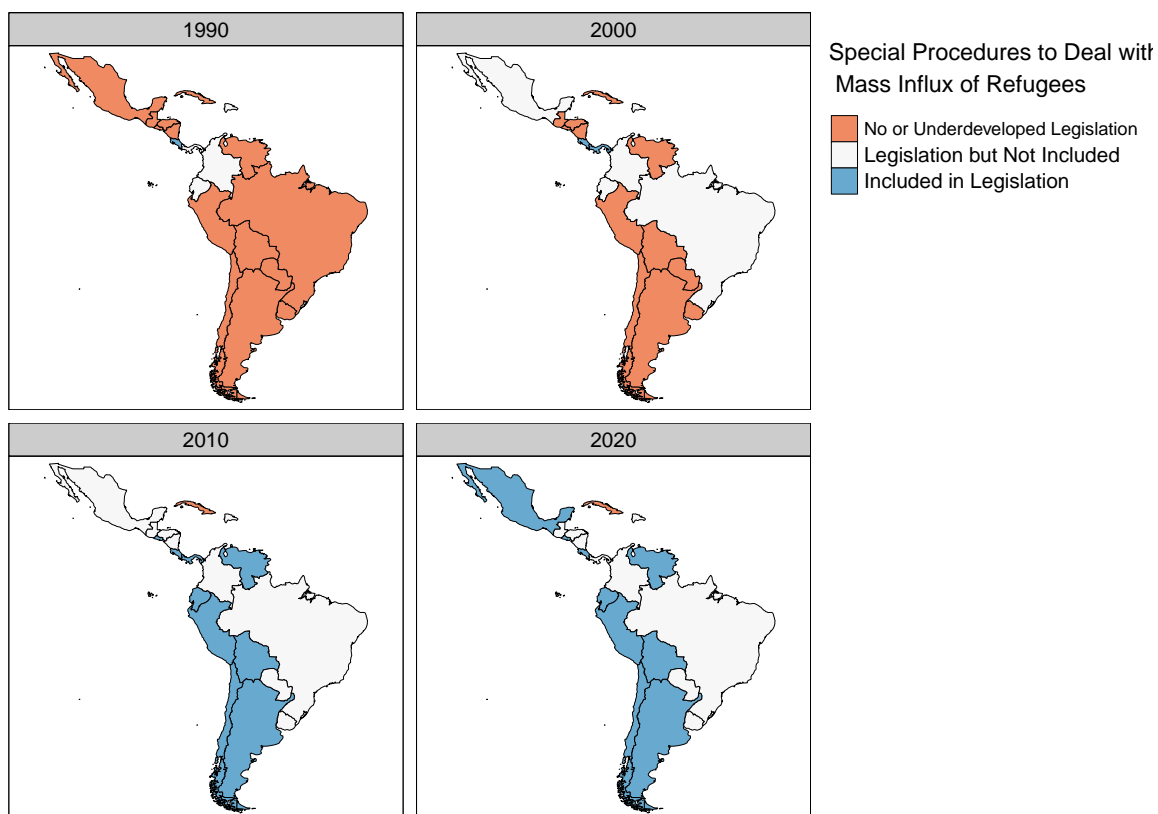 1990
2000
Special Procedures to Deal with
Mass Influx of Refugees
No or Underdeveloped Legislation
Legislation but Not Included
Included in Legislation
2010
2020